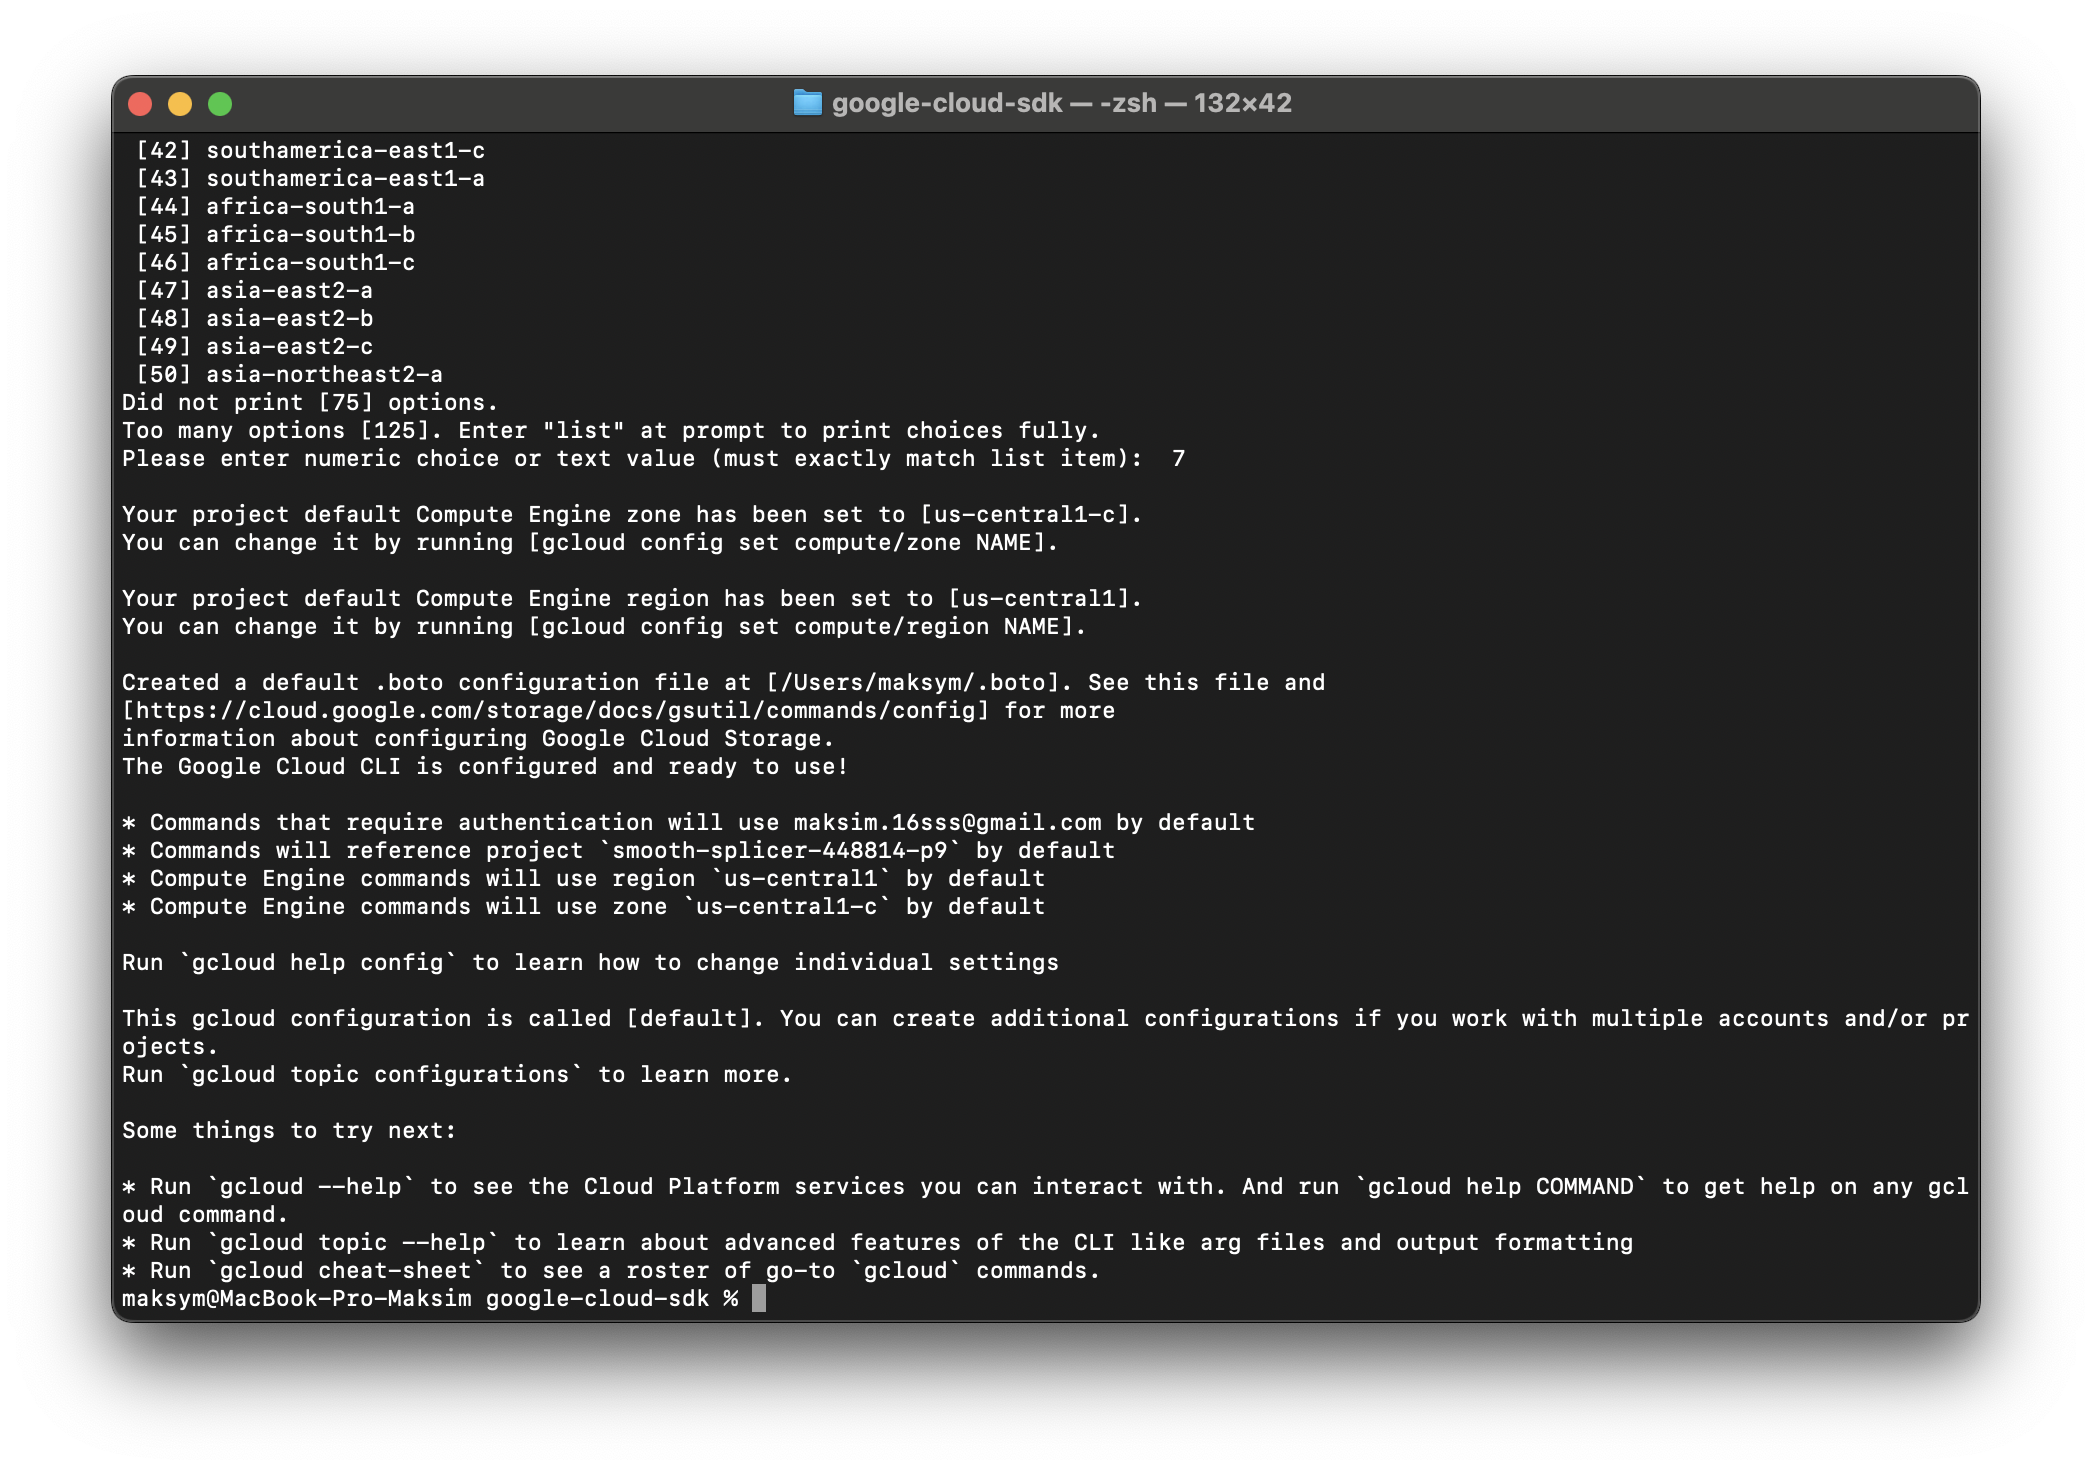 google-cloud-sdk — -zsh — 132×42
[42] southamerica-east1-c
[43] southamerica-east1-a
[44] africa-south1-a
[45] africa-south1-b
[46] africa-south1-c
[47] asia-east2-a
[48] asia-east2-b
[49] asia-east2-c
[50] asia-northeast2-a
Did not print [75] options.
Too many options [125]. Enter "list" at prompt to print choices fully.
Please enter numeric choice or text value (must exactly match list item):  7
Your project default Compute Engine zone has been set to [us-central1-c].
You can change it by running [gcloud config set compute/zone NAME].
Your project default Compute Engine region has been set to [us-central1].
You can change it by running [gcloud config set compute/region NAME].
Created a default .boto configuration file at [/Users/maksym/.boto]. See this file and
[https://cloud.google.com/storage/docs/gsutil/commands/config] for more
information about configuring Google Cloud Storage.
The Google Cloud CLI is configured and ready to use!
* Commands that require authentication will use maksim.16sss@gmail.com by default
* Commands will reference project `smooth-splicer-448814-p9` by default
* Compute Engine commands will use region `us-central1` by default
* Compute Engine commands will use zone `us-central1-c` by default
Run `gcloud help config` to learn how to change individual settings
This gcloud configuration is called [default]. You can create additional configurations if you work with multiple accounts and/or pr
ojects.
Run `gcloud topic configurations` to learn more.
Some things to try next:
* Run `gcloud --help` to see the Cloud Platform services you can interact with. And run `gcloud help COMMAND` to get help on any gcl
oud command.
* Run `gcloud topic --help` to learn about advanced features of the CLI like arg files and output formatting
* Run `gcloud cheat-sheet` to see a roster of go-to `gcloud` commands.
maksym@MacBook-Pro-Maksim google-cloud-sdk %